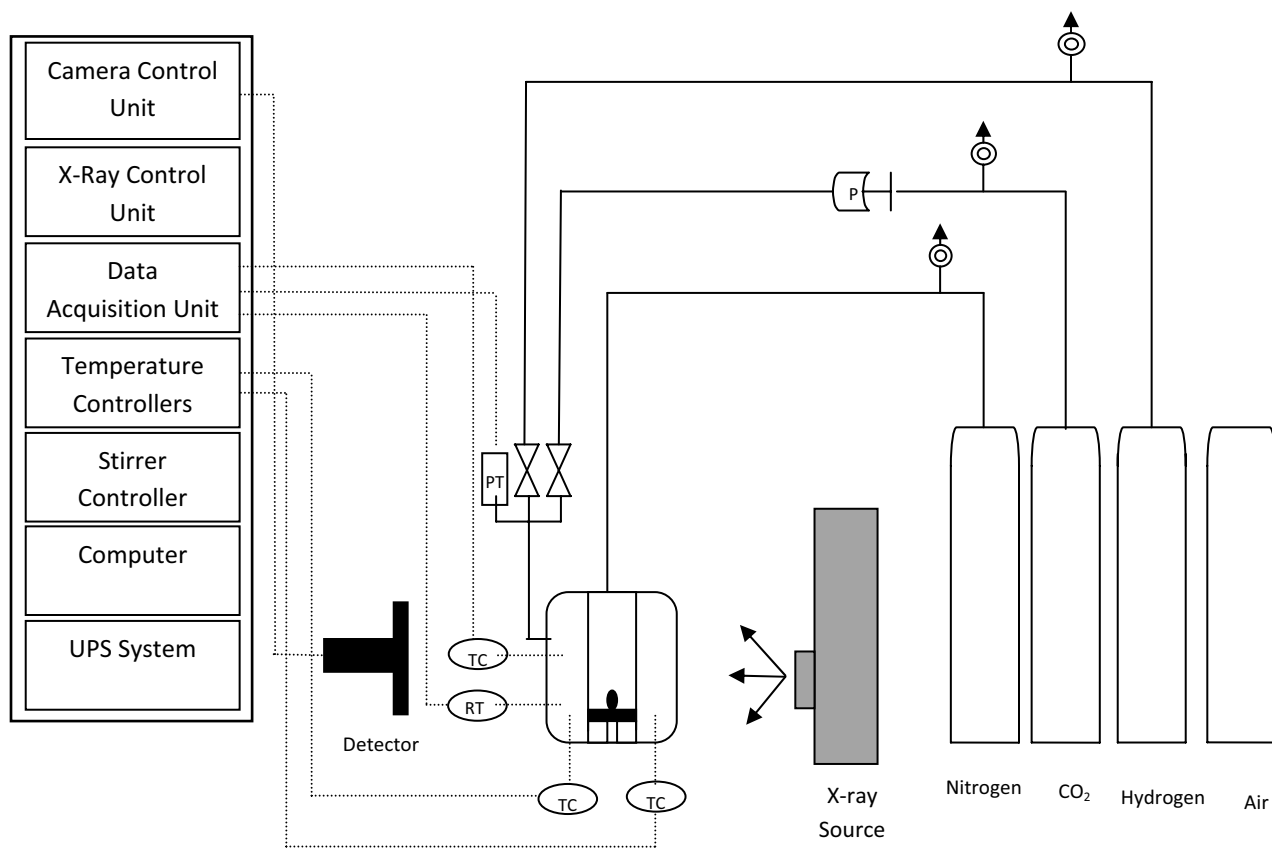 Camera Control
Unit
X-Ray Control
Unit
Data
Acquisition Unit
Temperature
Controllers
Stirrer
Controller
Computer
UPS System
P
PT
TC
RT
Detector
TC
TC
X-ray
Source
Nitrogen
CO₂
Hydrogen
Air